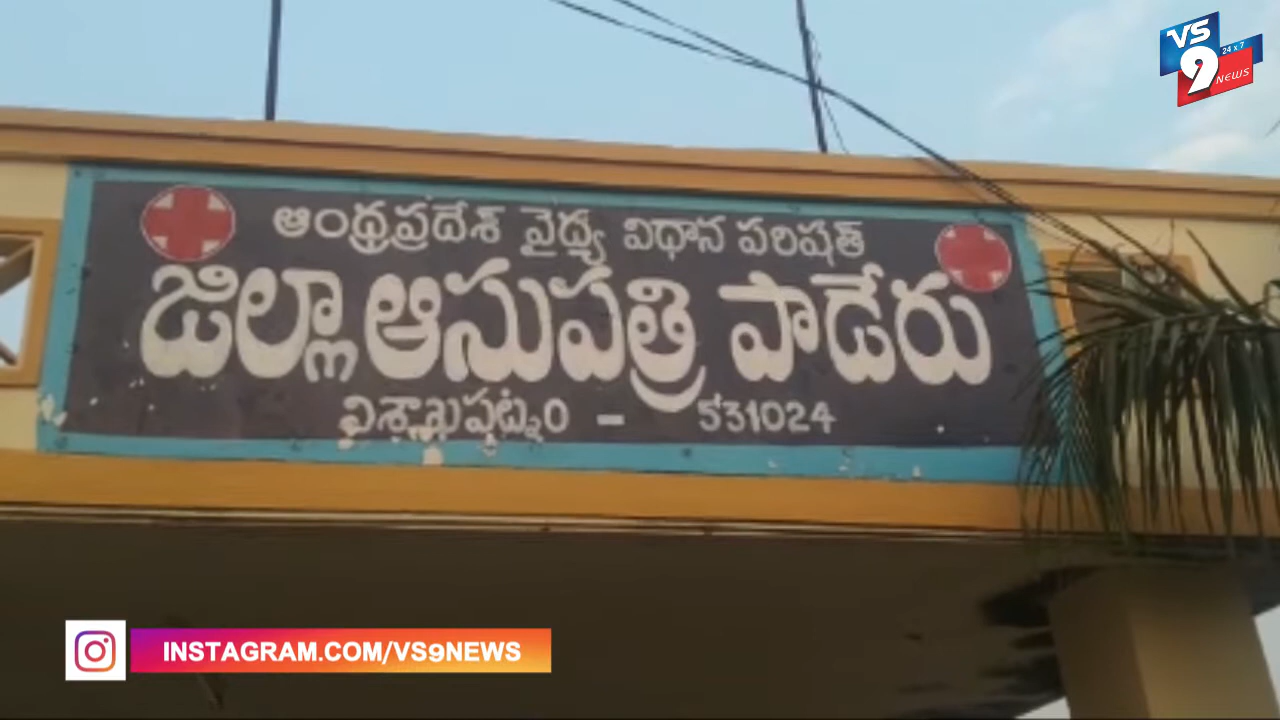 VS
9
24 x 7
NEWS
ఆంధ్రప్రదేశ్ వైద్య విధాన పరిషత్
జిల్లా ఆసుపత్రి పాడేరు
విశాఖపట్నం - 531024
INSTAGRAM.COM/VS9NEWS